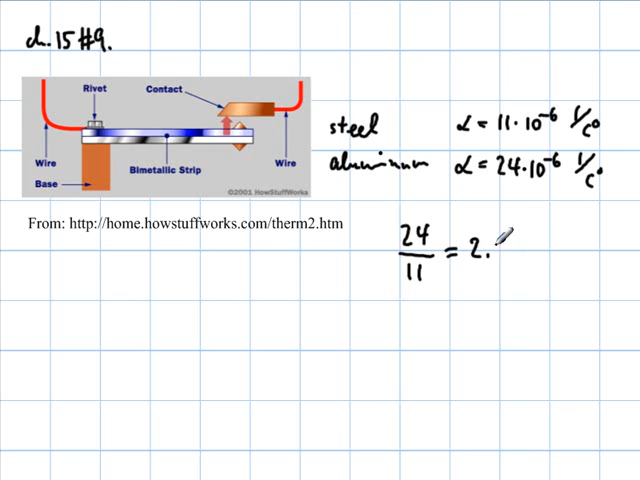 ch. 15 #9.
Rivet
Contact
Wire
Bimetallic Strip
Wire
Base
©2001 HowStuffWorks
steel α = 11·10⁻⁶ 1/C°
aluminum α = 24·10⁻⁶ 1/C°
From: http://home.howstuffworks.com/therm2.htm
24/11 = 2.